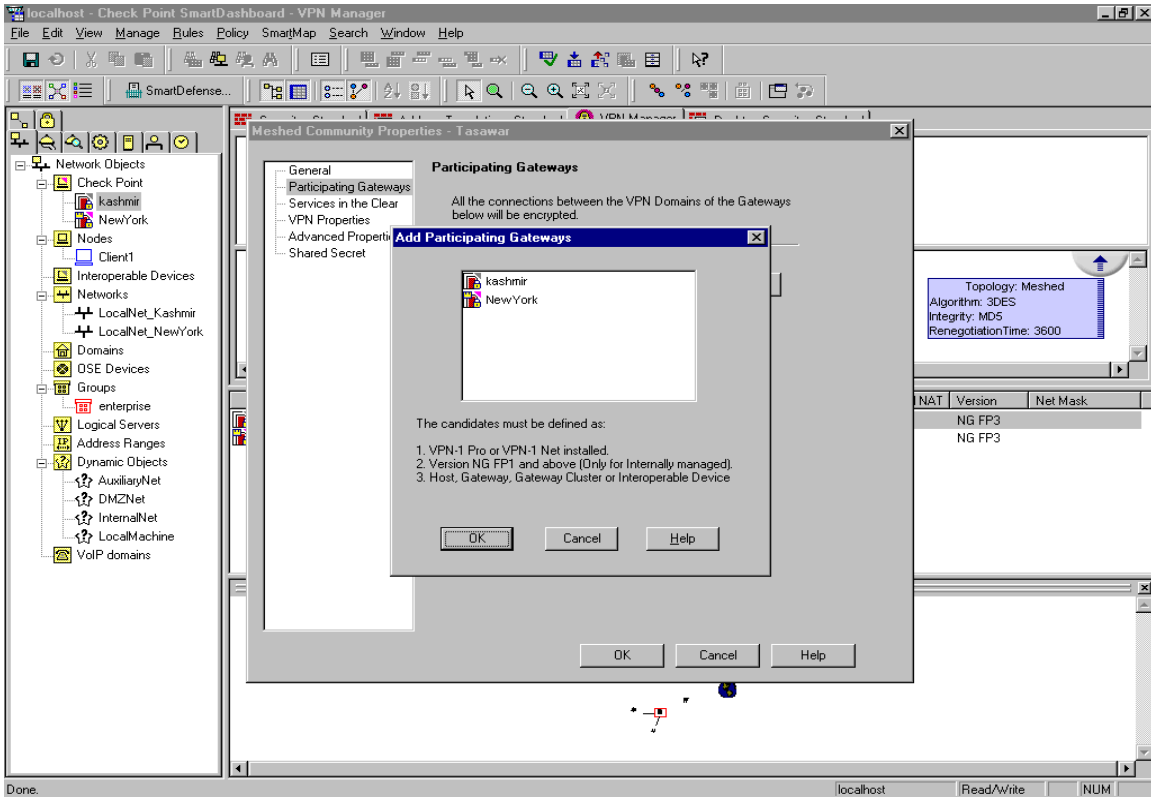 localhost - Check Point SmartDashboard - VPN Manager
File Edit View Manage Rules Policy SmartMap Search Window Help
SmartDefense...
VPN Manager
Network Objects
Check Point
kashmir
NewYork
Nodes
Client1
Interoperable Devices
Networks
LocalNet_Kashmir
LocalNet_NewYork
Domains
OSE Devices
Groups
enterprise
Logical Servers
Address Ranges
Dynamic Objects
AuxiliaryNet
DMZNet
InternalNet
LocalMachine
VoIP domains
Meshed Community Properties - Tasawar
General
Participating Gateways
Services in the Clear
VPN Properties
Advanced Properti
Shared Secret
Participating Gateways
All the connections between the VPN Domains of the Gateways
below will be encrypted.
Add Participating Gateways
kashmir
NewYork
The candidates must be defined as:
1. VPN-1 Pro or VPN-1 Net installed.
2. Version NG FP1 and above (Only for Internally managed).
3. Host, Gateway, Gateway Cluster or Interoperable Device
OK Cancel Help
OK Cancel Help
Topology: Meshed
Algorithm: 3DES
Integrity: MD5
RenegotiationTime: 3600
NAT Version Net Mask
NG FP3
NG FP3
Done. localhost Read/Write NUM